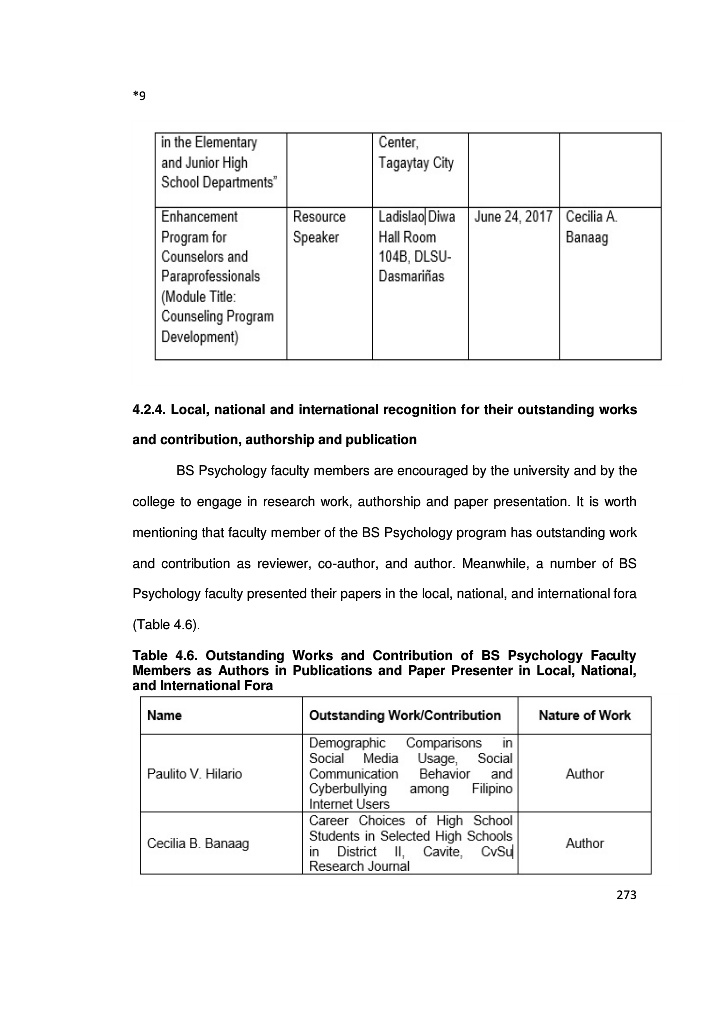 *9
in the Elementary
and Junior High
School Departments”
Center,
Tagaytay City
Enhancement
Program for
Counselors and
Paraprofessionals
(Module Title:
Counseling Program
Development)
Resource
Speaker
Ladislao Diwa
Hall Room
104B, DLSU-
Dasmariñas
June 24, 2017
Cecilia A.
Banaag
4.2.4. Local, national and international recognition for their outstanding works
and contribution, authorship and publication
BS Psychology faculty members are encouraged by the university and by the
college to engage in research work, authorship and paper presentation. It is worth
mentioning that faculty member of the BS Psychology program has outstanding work
and contribution as reviewer, co-author, and author. Meanwhile, a number of BS
Psychology faculty presented their papers in the local, national, and international fora
(Table 4.6).
Table 4.6. Outstanding Works and Contribution of BS Psychology Faculty
Members as Authors in Publications and Paper Presenter in Local, National,
and International Fora
Name
Outstanding Work/Contribution
Nature of Work
Paulito V. Hilario
Demographic Comparisons in
Social Media Usage, Social
Communication Behavior and
Cyberbullying among Filipino
Internet Users
Author
Cecilia B. Banaag
Career Choices of High School
Students in Selected High Schools
in District II, Cavite, CvSu
Research Journal
Author
273